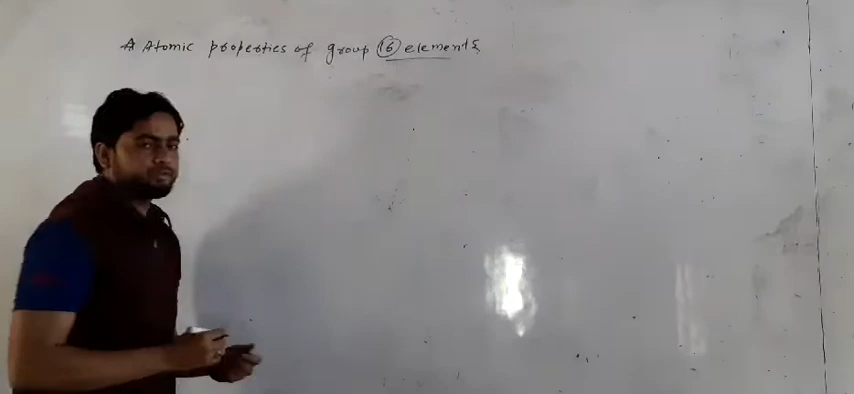 ☆ Atomic properties of group 16 elements